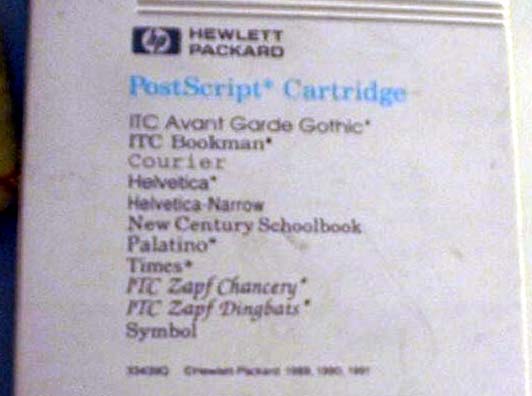 hp HEWLETT
PACKARD
PostScript* Cartridge
ITC Avant Garde Gothic*
ITC Bookman*
Courier
Helvetica*
Helvetica-Narrow
New Century Schoolbook
Palatino*
Times*
ITC Zapf Chancery*
ITC Zapf Dingbats*
Symbol
©Hewlett-Packard 1989, 1990, 1991